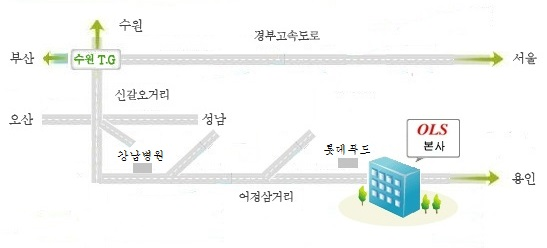 수원
경부고속도로
부산
수원 T.G
서울
신갈오거리
오산
성남
OLS
본사
강남병원
롯데푸드
어정삼거리
용인